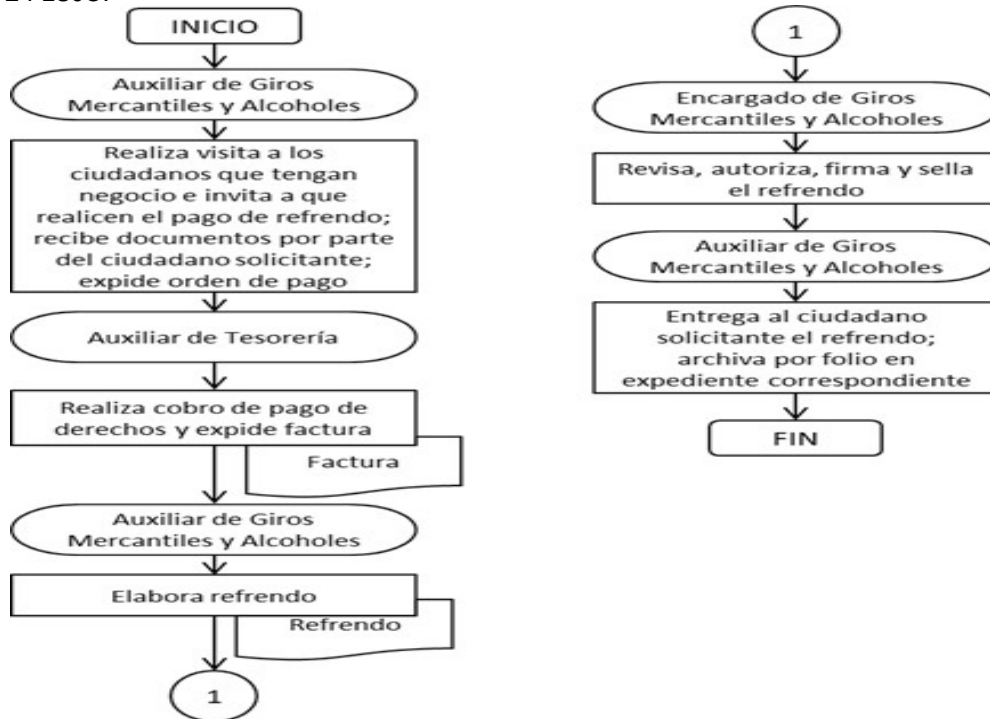 INICIO
Auxiliar de Giros
Mercantiles y Alcoholes
Realiza visita a los
ciudadanos que tengan
negocio e invita a que
realicen el pago de refrendo;
recibe documentos por parte
del ciudadano solicitante;
expide orden de pago
Auxiliar de Tesorería
Realiza cobro de pago de
derechos y expide factura
Factura
Auxiliar de Giros
Mercantiles y Alcoholes
Elabora refrendo
Refrendo
1
1
Encargado de Giros
Mercantiles y Alcoholes
Revisa, autoriza, firma y sella
el refrendo
Auxiliar de Giros
Mercantiles y Alcoholes
Entrega al ciudadano
solicitante el refrendo;
archiva por folio en
expediente correspondiente
FIN